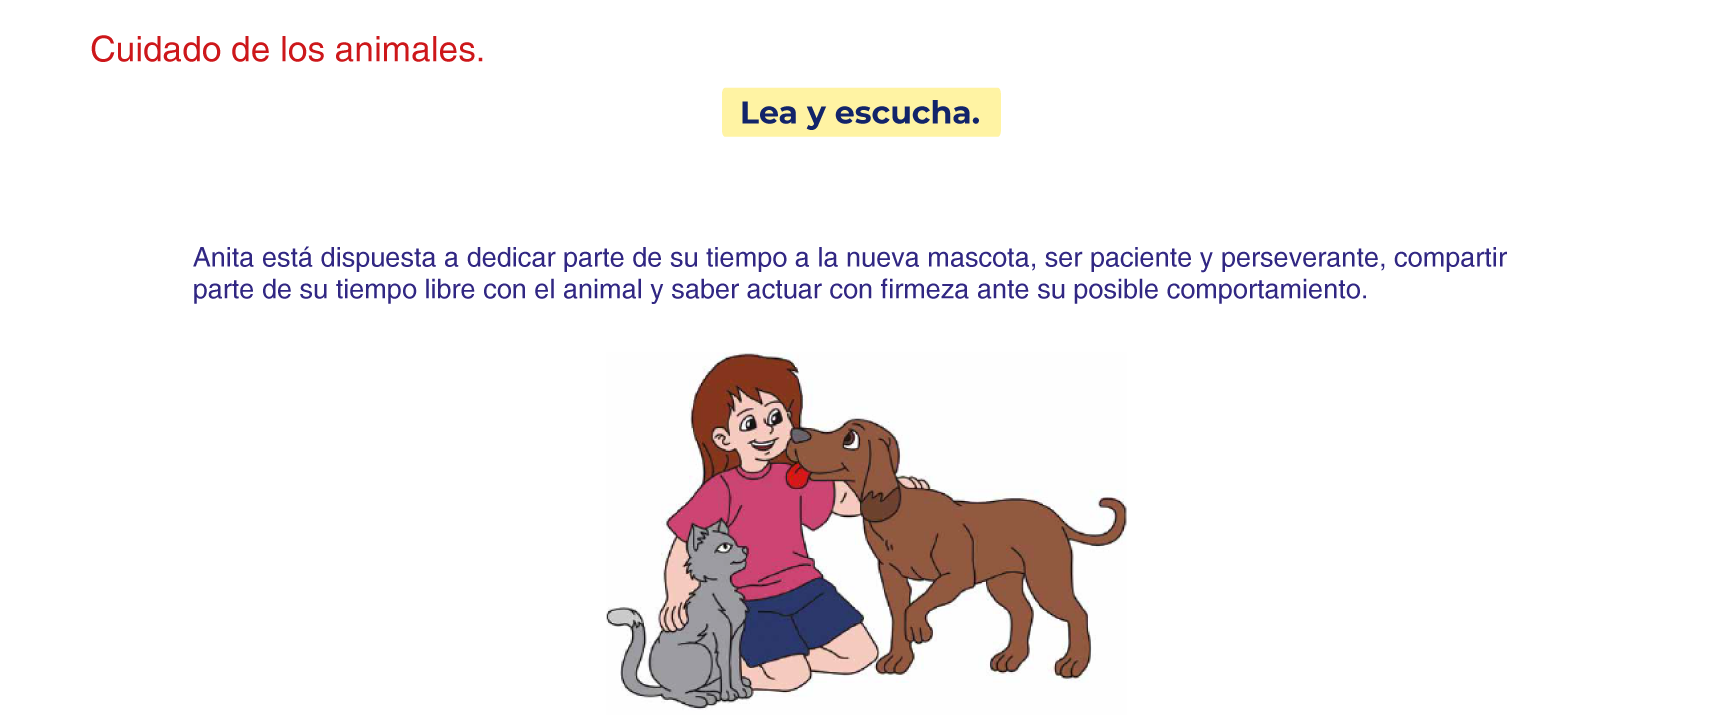 Cuidado de los animales.
Lea y escucha.
Anita está dispuesta a dedicar parte de su tiempo a la nueva mascota, ser paciente y perseverante, compartir
parte de su tiempo libre con el animal y saber actuar con firmeza ante su posible comportamiento.